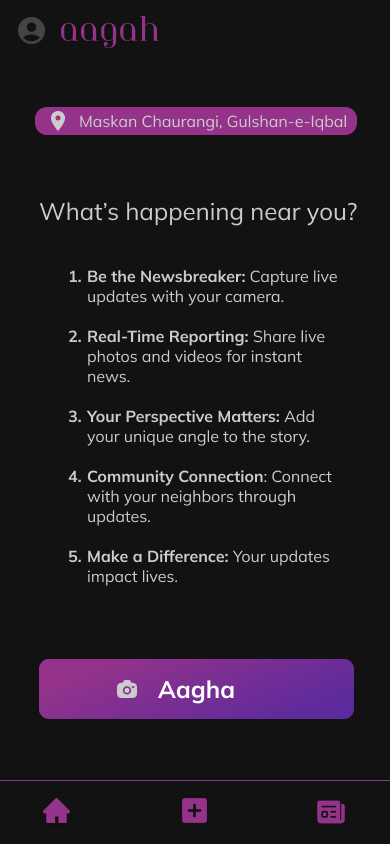 aagah
Maskan Chaurangi, Gulshan-e-Iqbal
What's happening near you?
1. Be the Newsbreaker: Capture live
updates with your camera.
2. Real-Time Reporting: Share live
photos and videos for instant
news.
3. Your Perspective Matters: Add
your unique angle to the story.
4. Community Connection: Connect
with your neighbors through
updates.
5. Make a Difference: Your updates
impact lives.
Aagha